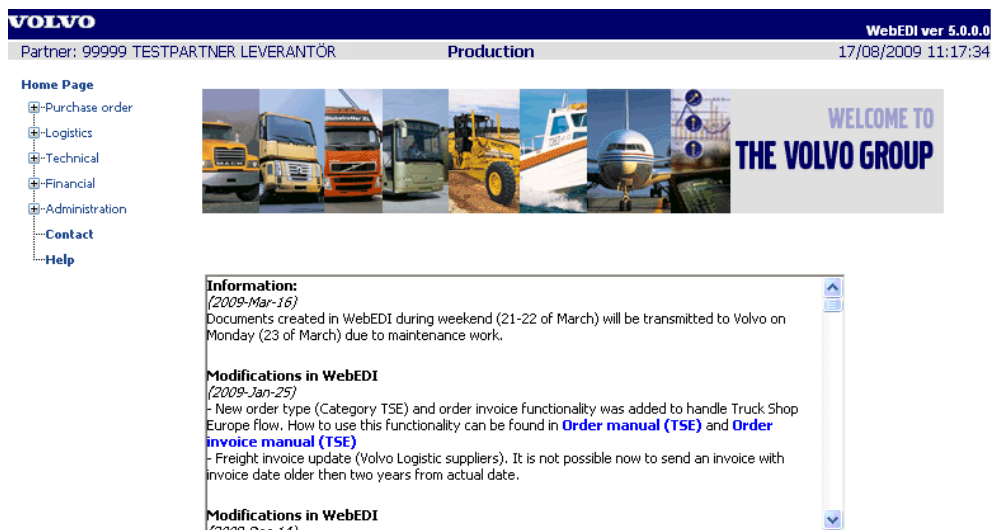 VOLVO
WebEDI ver 5.0.0.0
Partner: 99999 TESTPARTNER LEVERANTÖR Production 17/08/2009 11:17:34
Home Page
Purchase order
Logistics
Technical
Financial
Administration
Contact
Help
WELCOME TO
THE VOLVO GROUP
Information:
(2009-Mar-16)
Documents created in WebEDI during weekend (21-22 of March) will be transmitted to Volvo on
Monday (23 of March) due to maintenance work.
Modifications in WebEDI
(2009-Jan-25)
- New order type (Category TSE) and order invoice functionality was added to handle Truck Shop
Europe flow. How to use this functionality can be found in Order manual (TSE) and Order
invoice manual (TSE)
- Freight invoice update (Volvo Logistic suppliers). It is not possible now to send an invoice with
invoice date older then two years from actual date.
Modifications in WebEDI